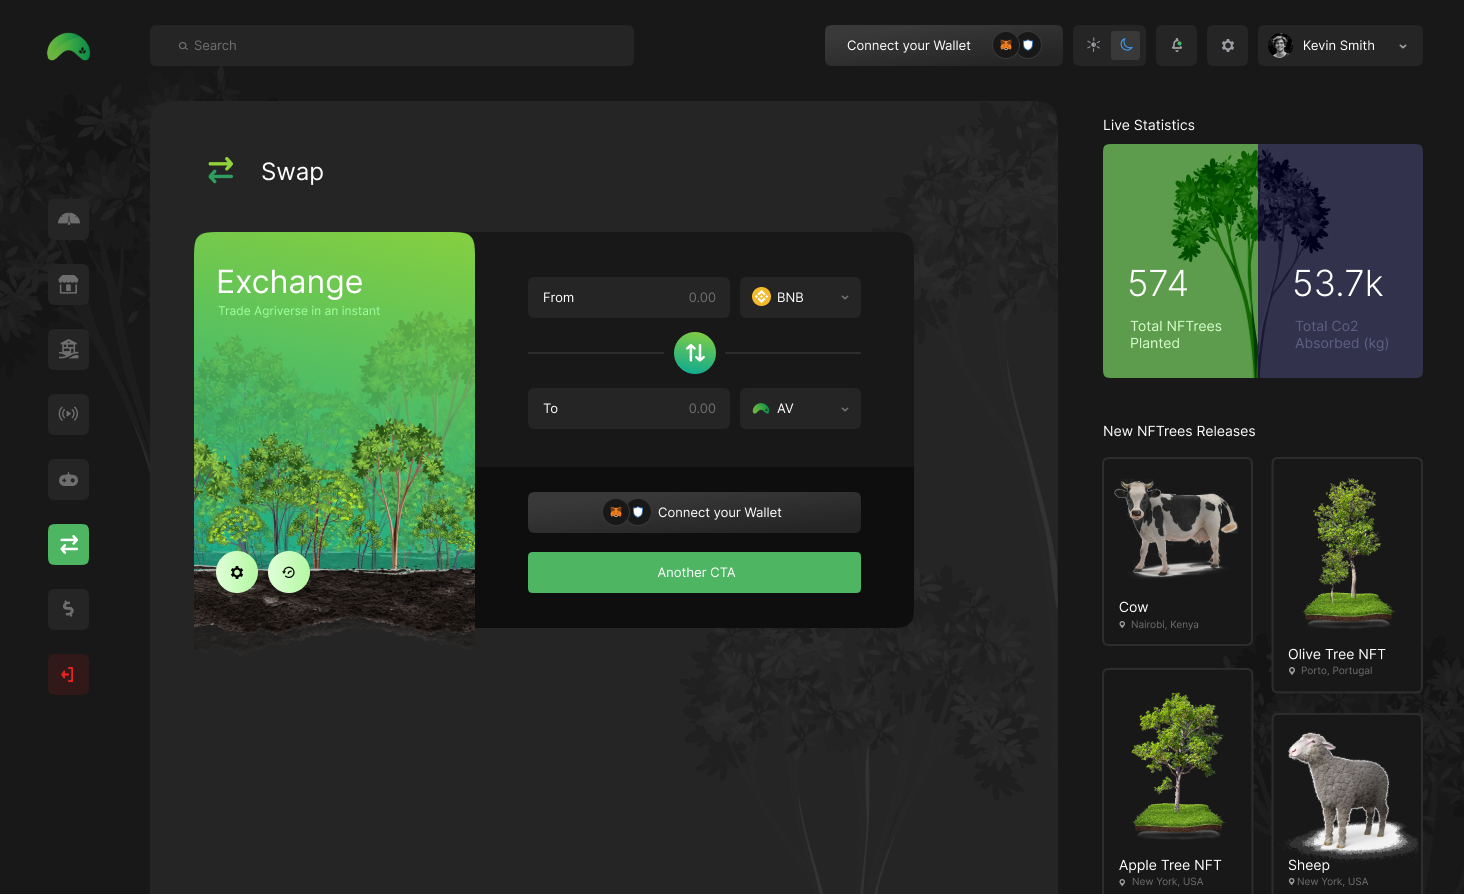 Search
Connect your Wallet
Kevin Smith
Swap
Exchange
Trade Agriverse in an instant
From
0.00
BNB
To
0.00
AV
Connect your Wallet
Another CTA
Live Statistics
574
Total NFTrees
Planted
53.7k
Total Co2
Absorbed (kg)
New NFTrees Releases
Cow
Nairobi, Kenya
Olive Tree NFT
Porto, Portugal
Apple Tree NFT
New York, USA
Sheep
New York, USA